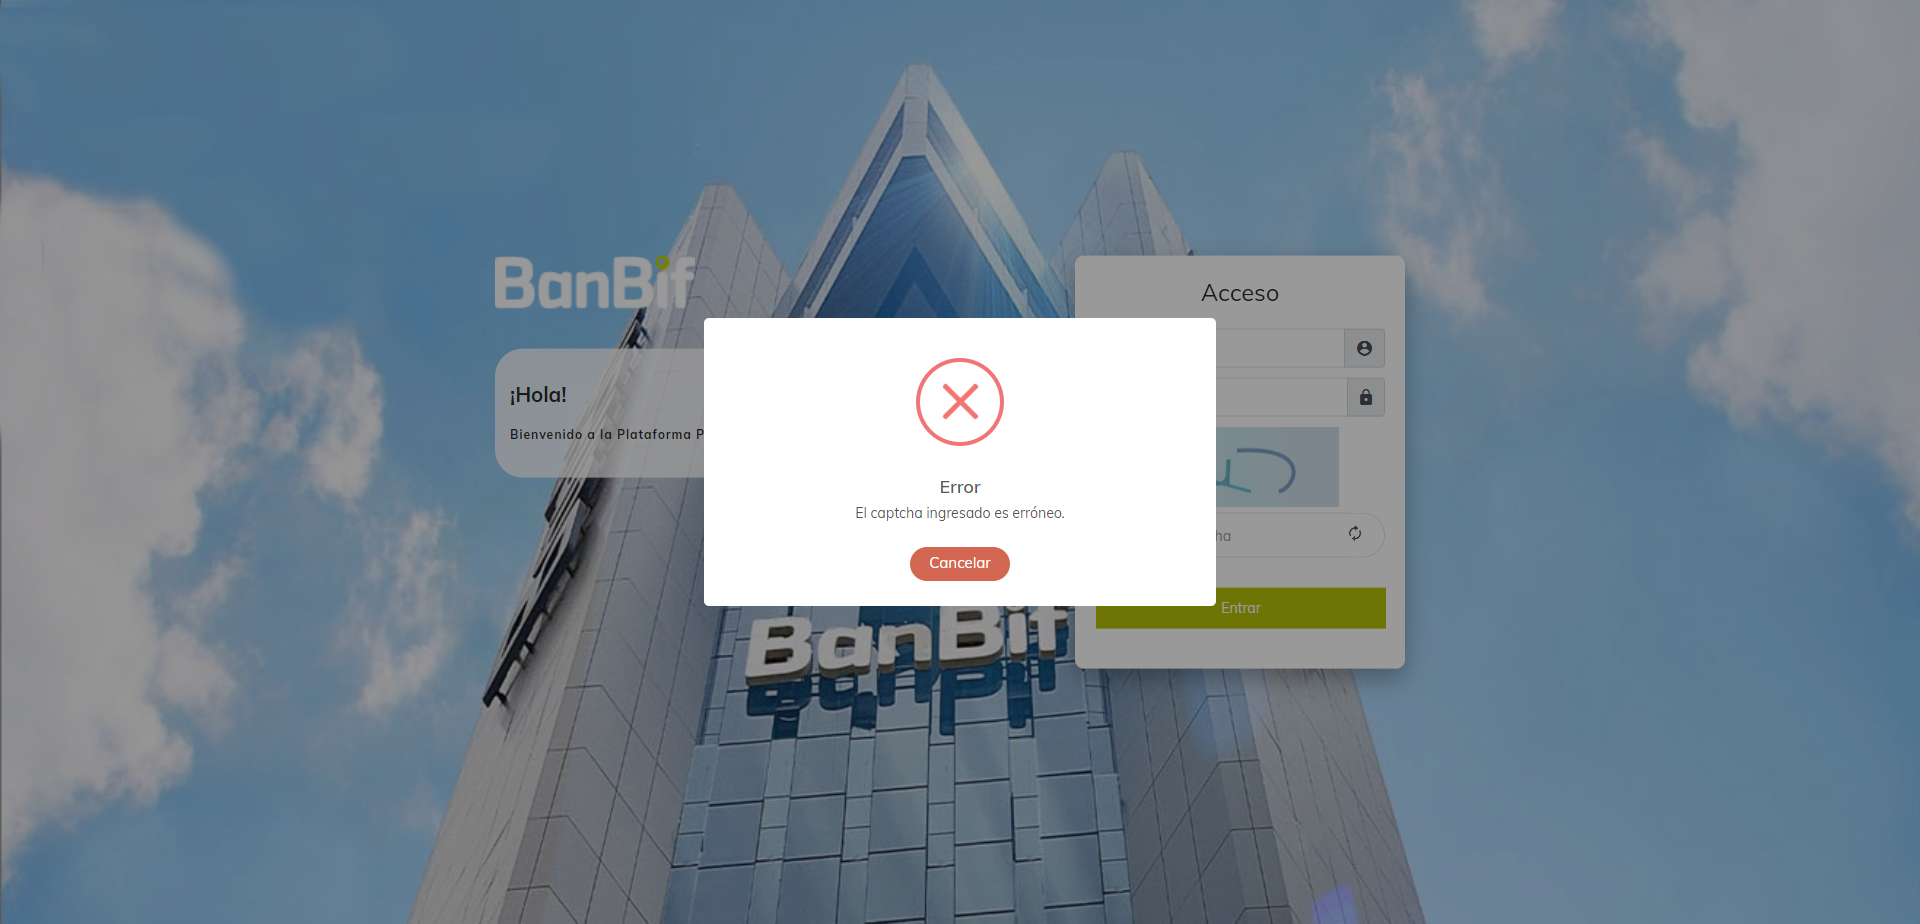 BanBif
¡Hola!
Bienvenido a la Plataforma P
Acceso
Error
El captcha ingresado es erróneo.
Cancelar
ha
Entrar
BanBif